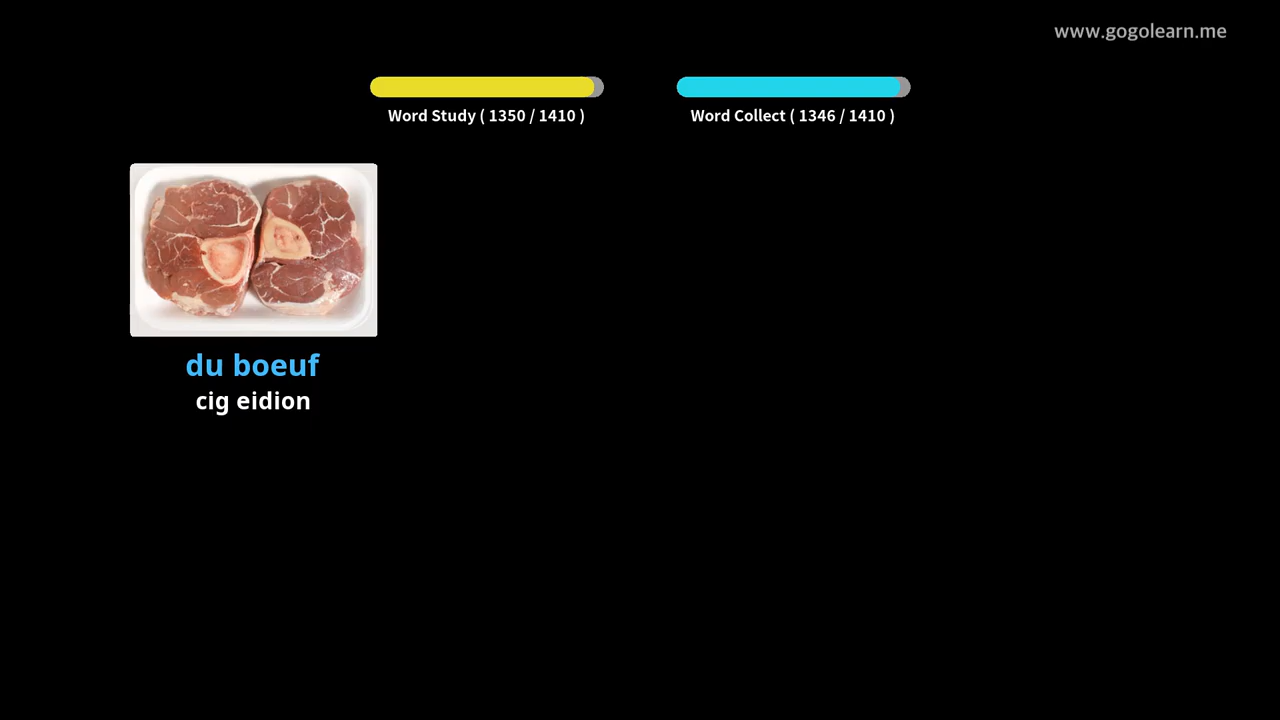 www.gogolearn.me
Word Study ( 1350 / 1410 )
Word Collect ( 1346 / 1410 )
du boeuf
cig eidion